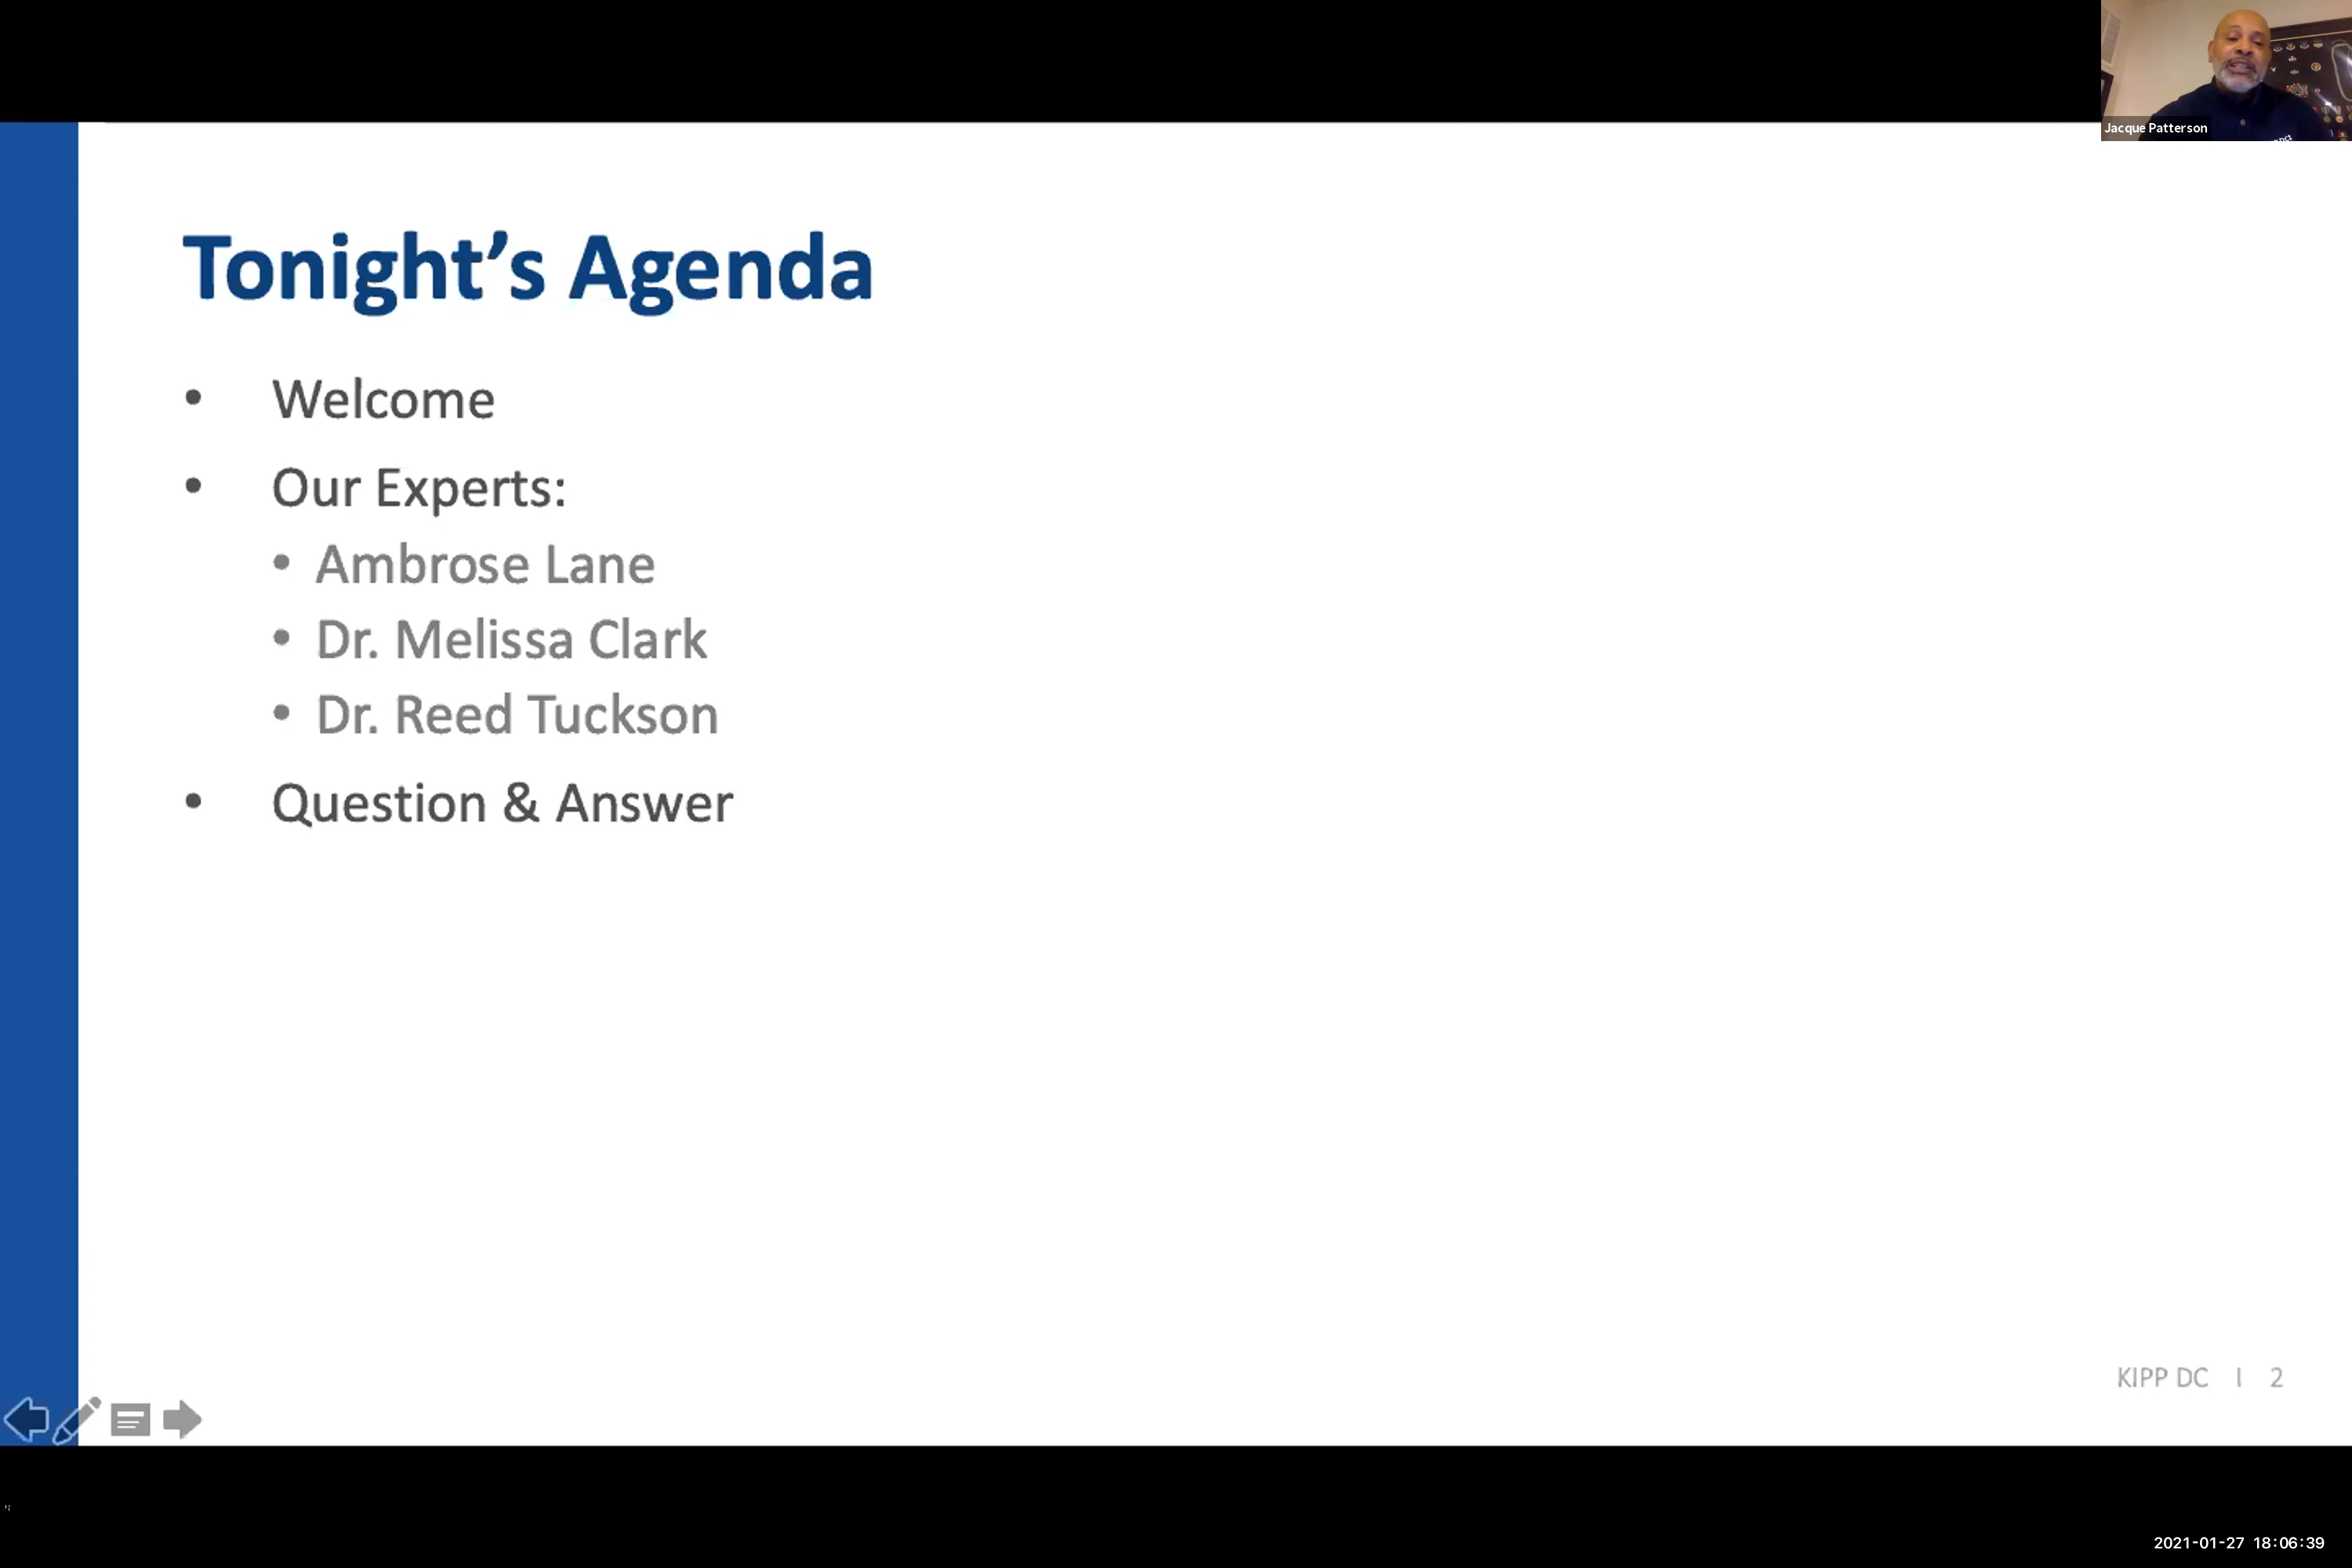 Jacque Patterson
Tonight’s Agenda
• Welcome
• Our Experts:
• Ambrose Lane
• Dr. Melissa Clark
• Dr. Reed Tuckson
• Question & Answer
KIPP DC | 2
2021-01-27 18:06:39